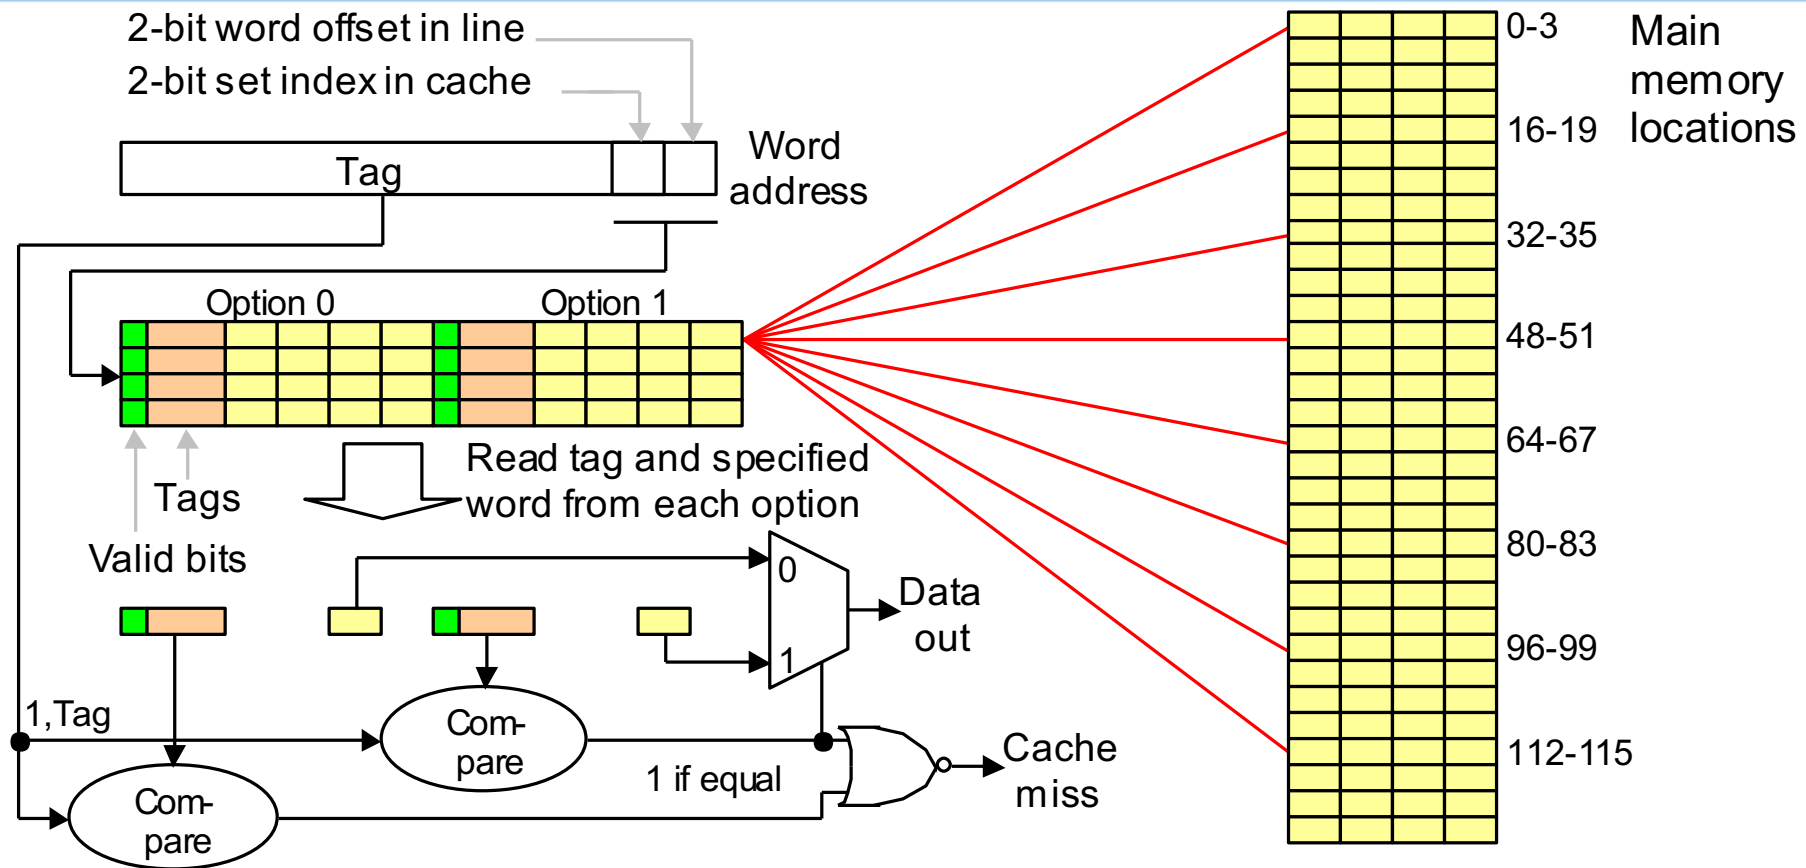 2-bit word offset in line
2-bit set index in cache
Tag
Word
address
Option 0
Option 1
Tags
Valid bits
Read tag and specified
word from each option
0
1
Data
out
1,Tag
Com-
pare
Com-
pare
1 if equal
Cache
miss
0-3
16-19
32-35
48-51
64-67
80-83
96-99
112-115
Main
memory
locations